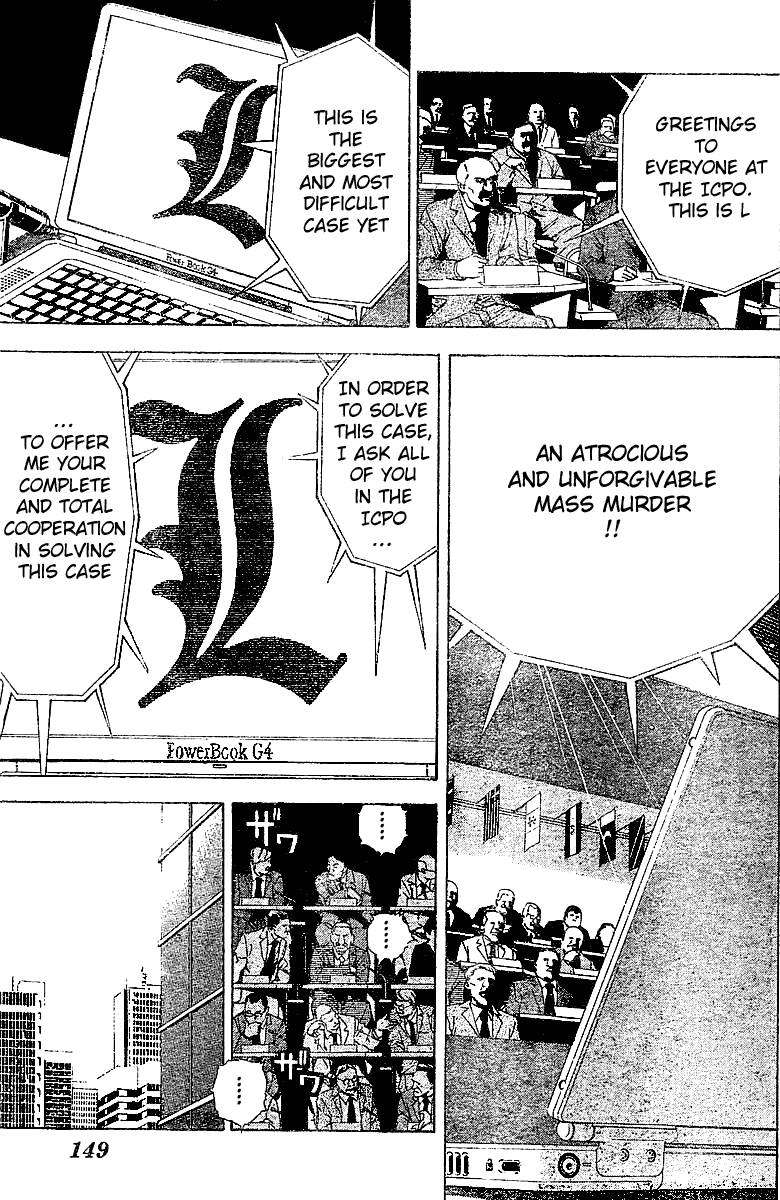 GREETINGS
TO
EVERYONE AT
THE ICPO.
THIS IS L
THIS IS
THE
BIGGEST
AND MOST
DIFFICULT
CASE YET
L
PowerBook G4
AN ATROCIOUS
AND UNFORGIVABLE
MASS MURDER
!!
IN ORDER
TO SOLVE
THIS CASE,
I ASK ALL
OF YOU
IN THE
ICPO
...
...
TO OFFER
ME YOUR
COMPLETE
AND TOTAL
COOPERATION
IN SOLVING
THIS CASE
L
PowerBook G4
ザワ
ザワ
149